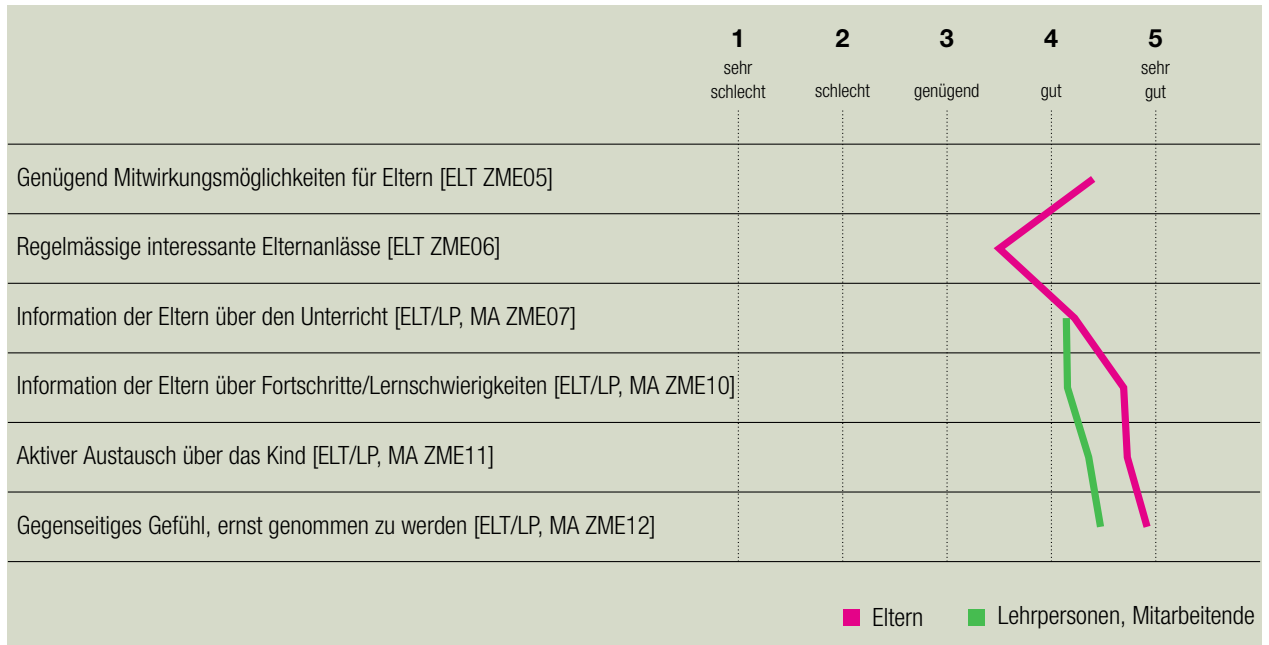 1 2 3 4 5
sehr schlecht schlecht genügend gut sehr gut
Genügend Mitwirkungsmöglichkeiten für Eltern [ELT ZME05]
Regelmässige interessante Elternanlässe [ELT ZME06]
Information der Eltern über den Unterricht [ELT/LP, MA ZME07]
Information der Eltern über Fortschritte/Lernschwierigkeiten [ELT/LP, MA ZME10]
Aktiver Austausch über das Kind [ELT/LP, MA ZME11]
Gegenseitiges Gefühl, ernst genommen zu werden [ELT/LP, MA ZME12]
Eltern Lehrpersonen, Mitarbeitende